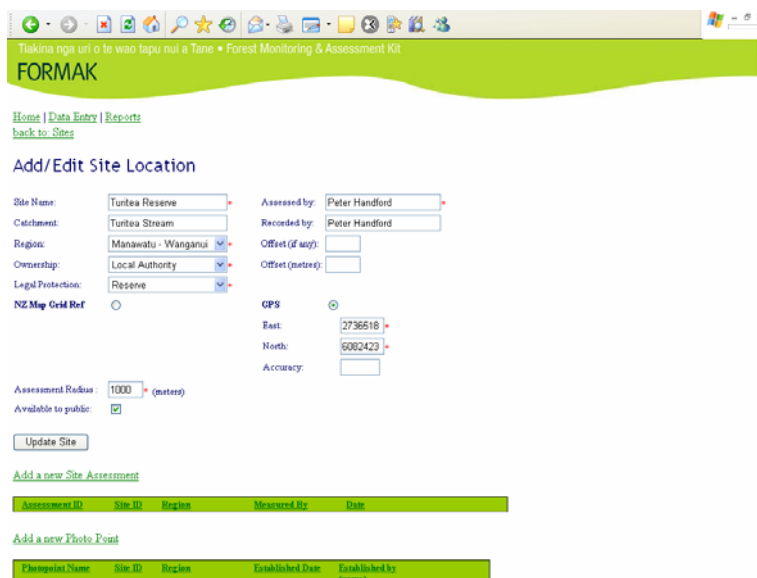 Tiakina nga uri o te wao tapu nui a Tane • Forest Monitoring & Assessment Kit
FORMAK
Home | Data Entry | Reports
back to: Sites
Add/Edit Site Location
Site Name: Turitea Reserve * Assessed by: Peter Handford *
Catchment: Turitea Stream Recorded by: Peter Handford
Region: Manawatu - Wanganui * Offset (if any):
Ownership: Local Authority * Offset (metres):
Legal Protection: Reserve *
NZ Map Grid Ref GPS
East: 2736518 *
North: 6082423 *
Accuracy:
Assessment Radius : 1000 * (meters)
Available to public:
Update Site
Add a new Site Assessment
Assessment ID Site ID Region Measured By Date
Add a new Photo Point
Photopoint Name Site ID Region Established Date Established by